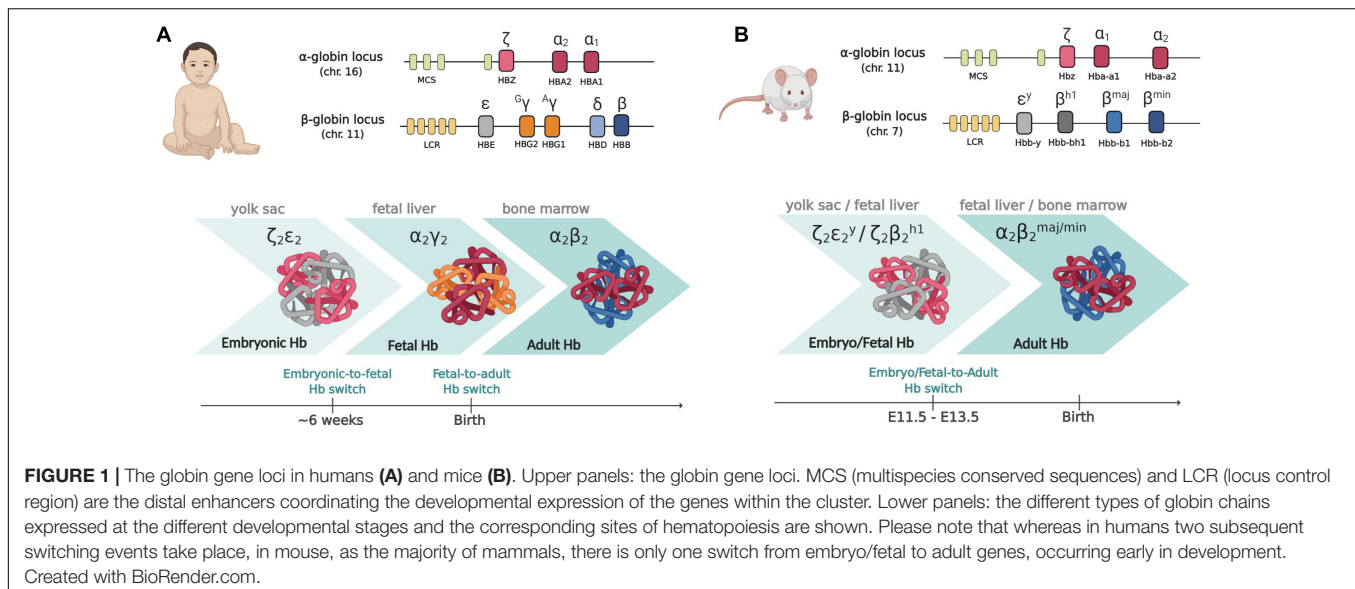 A
α-globin locus
(chr. 16)
MCS
ζ
HBZ
α₂
HBA2
α₁
HBA1
β-globin locus
(chr. 11)
LCR
ε
HBE
ᴳγ
HBG2
ᴬγ
HBG1
δ
HBD
β
HBB
yolk sac
fetal liver
bone marrow
ζ₂ε₂
α₂γ₂
α₂β₂
Embryonic Hb
Fetal Hb
Adult Hb
Embryonic-to-fetal
Hb switch
Fetal-to-adult
Hb switch
~6 weeks
Birth
B
α-globin locus
(chr. 11)
MCS
ζ
Hbz
α₁
Hba-a1
α₂
Hba-a2
β-globin locus
(chr. 7)
LCR
εʸ
Hbb-y
βʰ¹
Hbb-bh1
βᵐᵃʲ
Hbb-b1
βᵐⁱⁿ
Hbb-b2
yolk sac / fetal liver
fetal liver / bone marrow
ζ₂ε₂ʸ / ζ₂β₂ʰ¹
α₂β₂ᵐᵃʲ/ᵐⁱⁿ
Embryo/Fetal Hb
Adult Hb
Embryo/Fetal-to-Adult
Hb switch
E11.5 - E13.5
Birth
FIGURE 1 | The globin gene loci in humans (A) and mice (B). Upper panels: the globin gene loci. MCS (multispecies conserved sequences) and LCR (locus control
region) are the distal enhancers coordinating the developmental expression of the genes within the cluster. Lower panels: the different types of globin chains
expressed at the different developmental stages and the corresponding sites of hematopoiesis are shown. Please note that whereas in humans two subsequent
switching events take place, in mouse, as the majority of mammals, there is only one switch from embryo/fetal to adult genes, occurring early in development.
Created with BioRender.com.